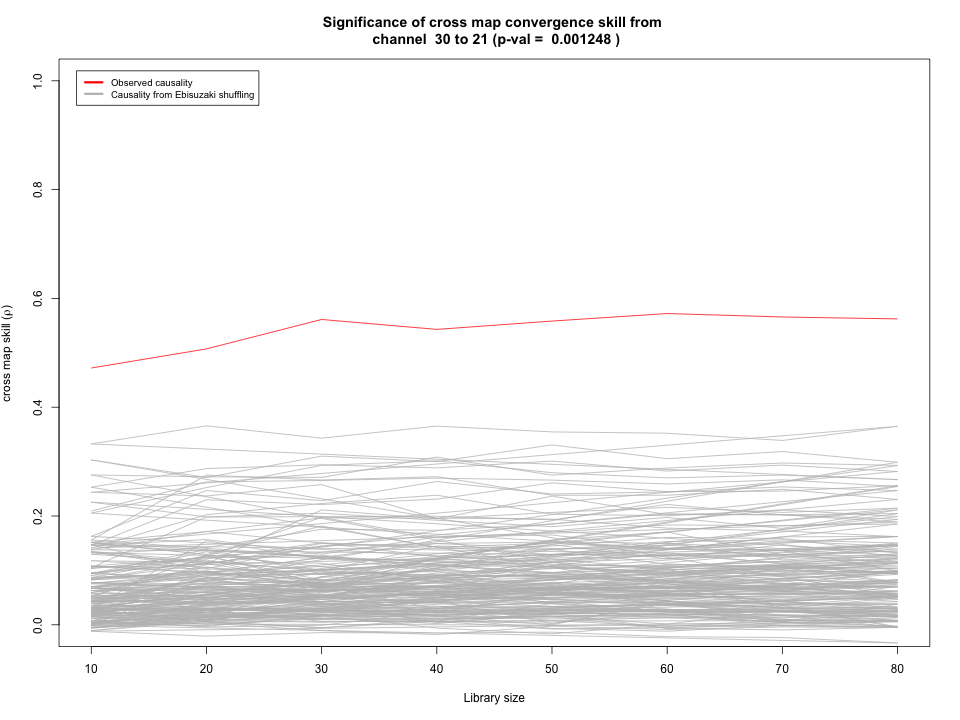 Significance of cross map convergence skill from
channel  30 to 21 (p-val =  0.001248 )
Observed causality
Causality from Ebisuzaki shuffling
1.0
0.8
0.6
0.4
0.2
0.0
cross map skill (ρ)
10 20 30 40 50 60 70 80
Library size